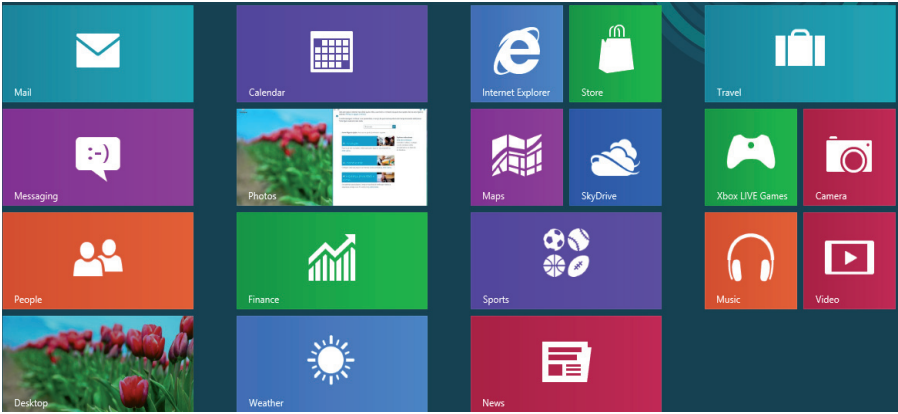 Mail
Calendar
Internet Explorer
Store
Travel
Messaging
:-)
Photos
Maps
SkyDrive
Xbox LIVE Games
Camera
People
Finance
Sports
Music
Video
Desktop
Weather
News